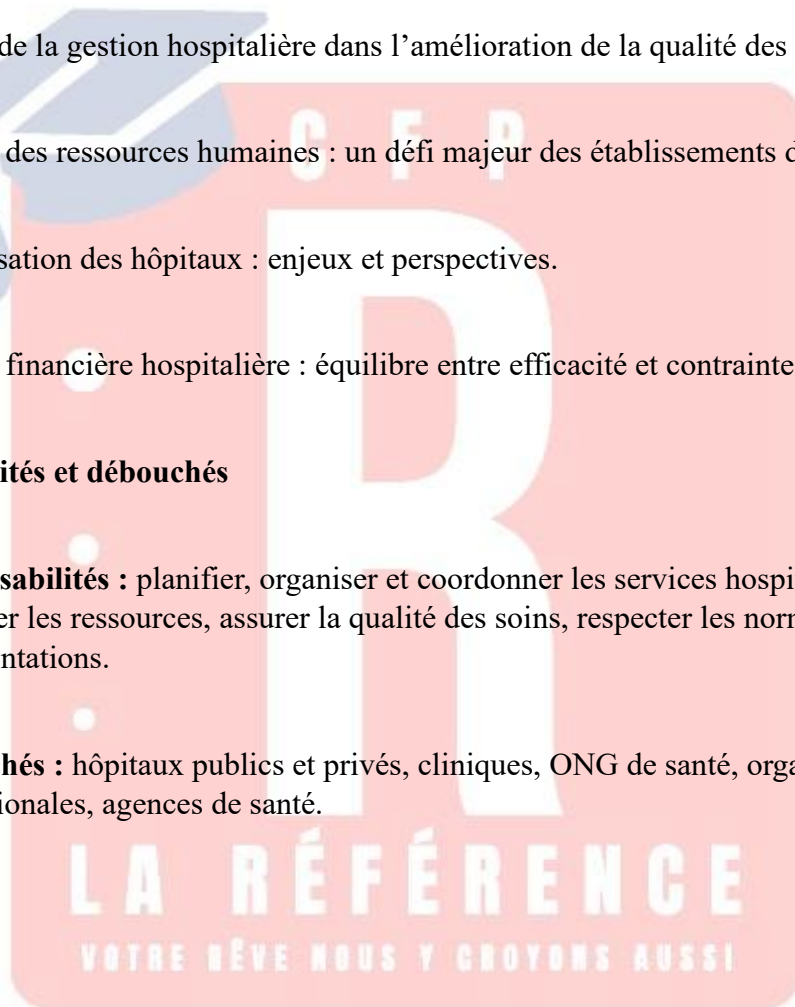 de la gestion hospitalière dans l’amélioration de la qualité des
C F P
des ressources humaines : un défi majeur des établissements d
sation des hôpitaux : enjeux et perspectives.
financière hospitalière : équilibre entre efficacité et contrainte
ités et débouchés
sabilités : planifier, organiser et coordonner les services hospi
er les ressources, assurer la qualité des soins, respecter les norm
ntations.
hés : hôpitaux publics et privés, cliniques, ONG de santé, orga
ionales, agences de santé.
R
LA RÉFÉRENCE
VOTRE RÊVE NOUS Y CROYONS AUSSI